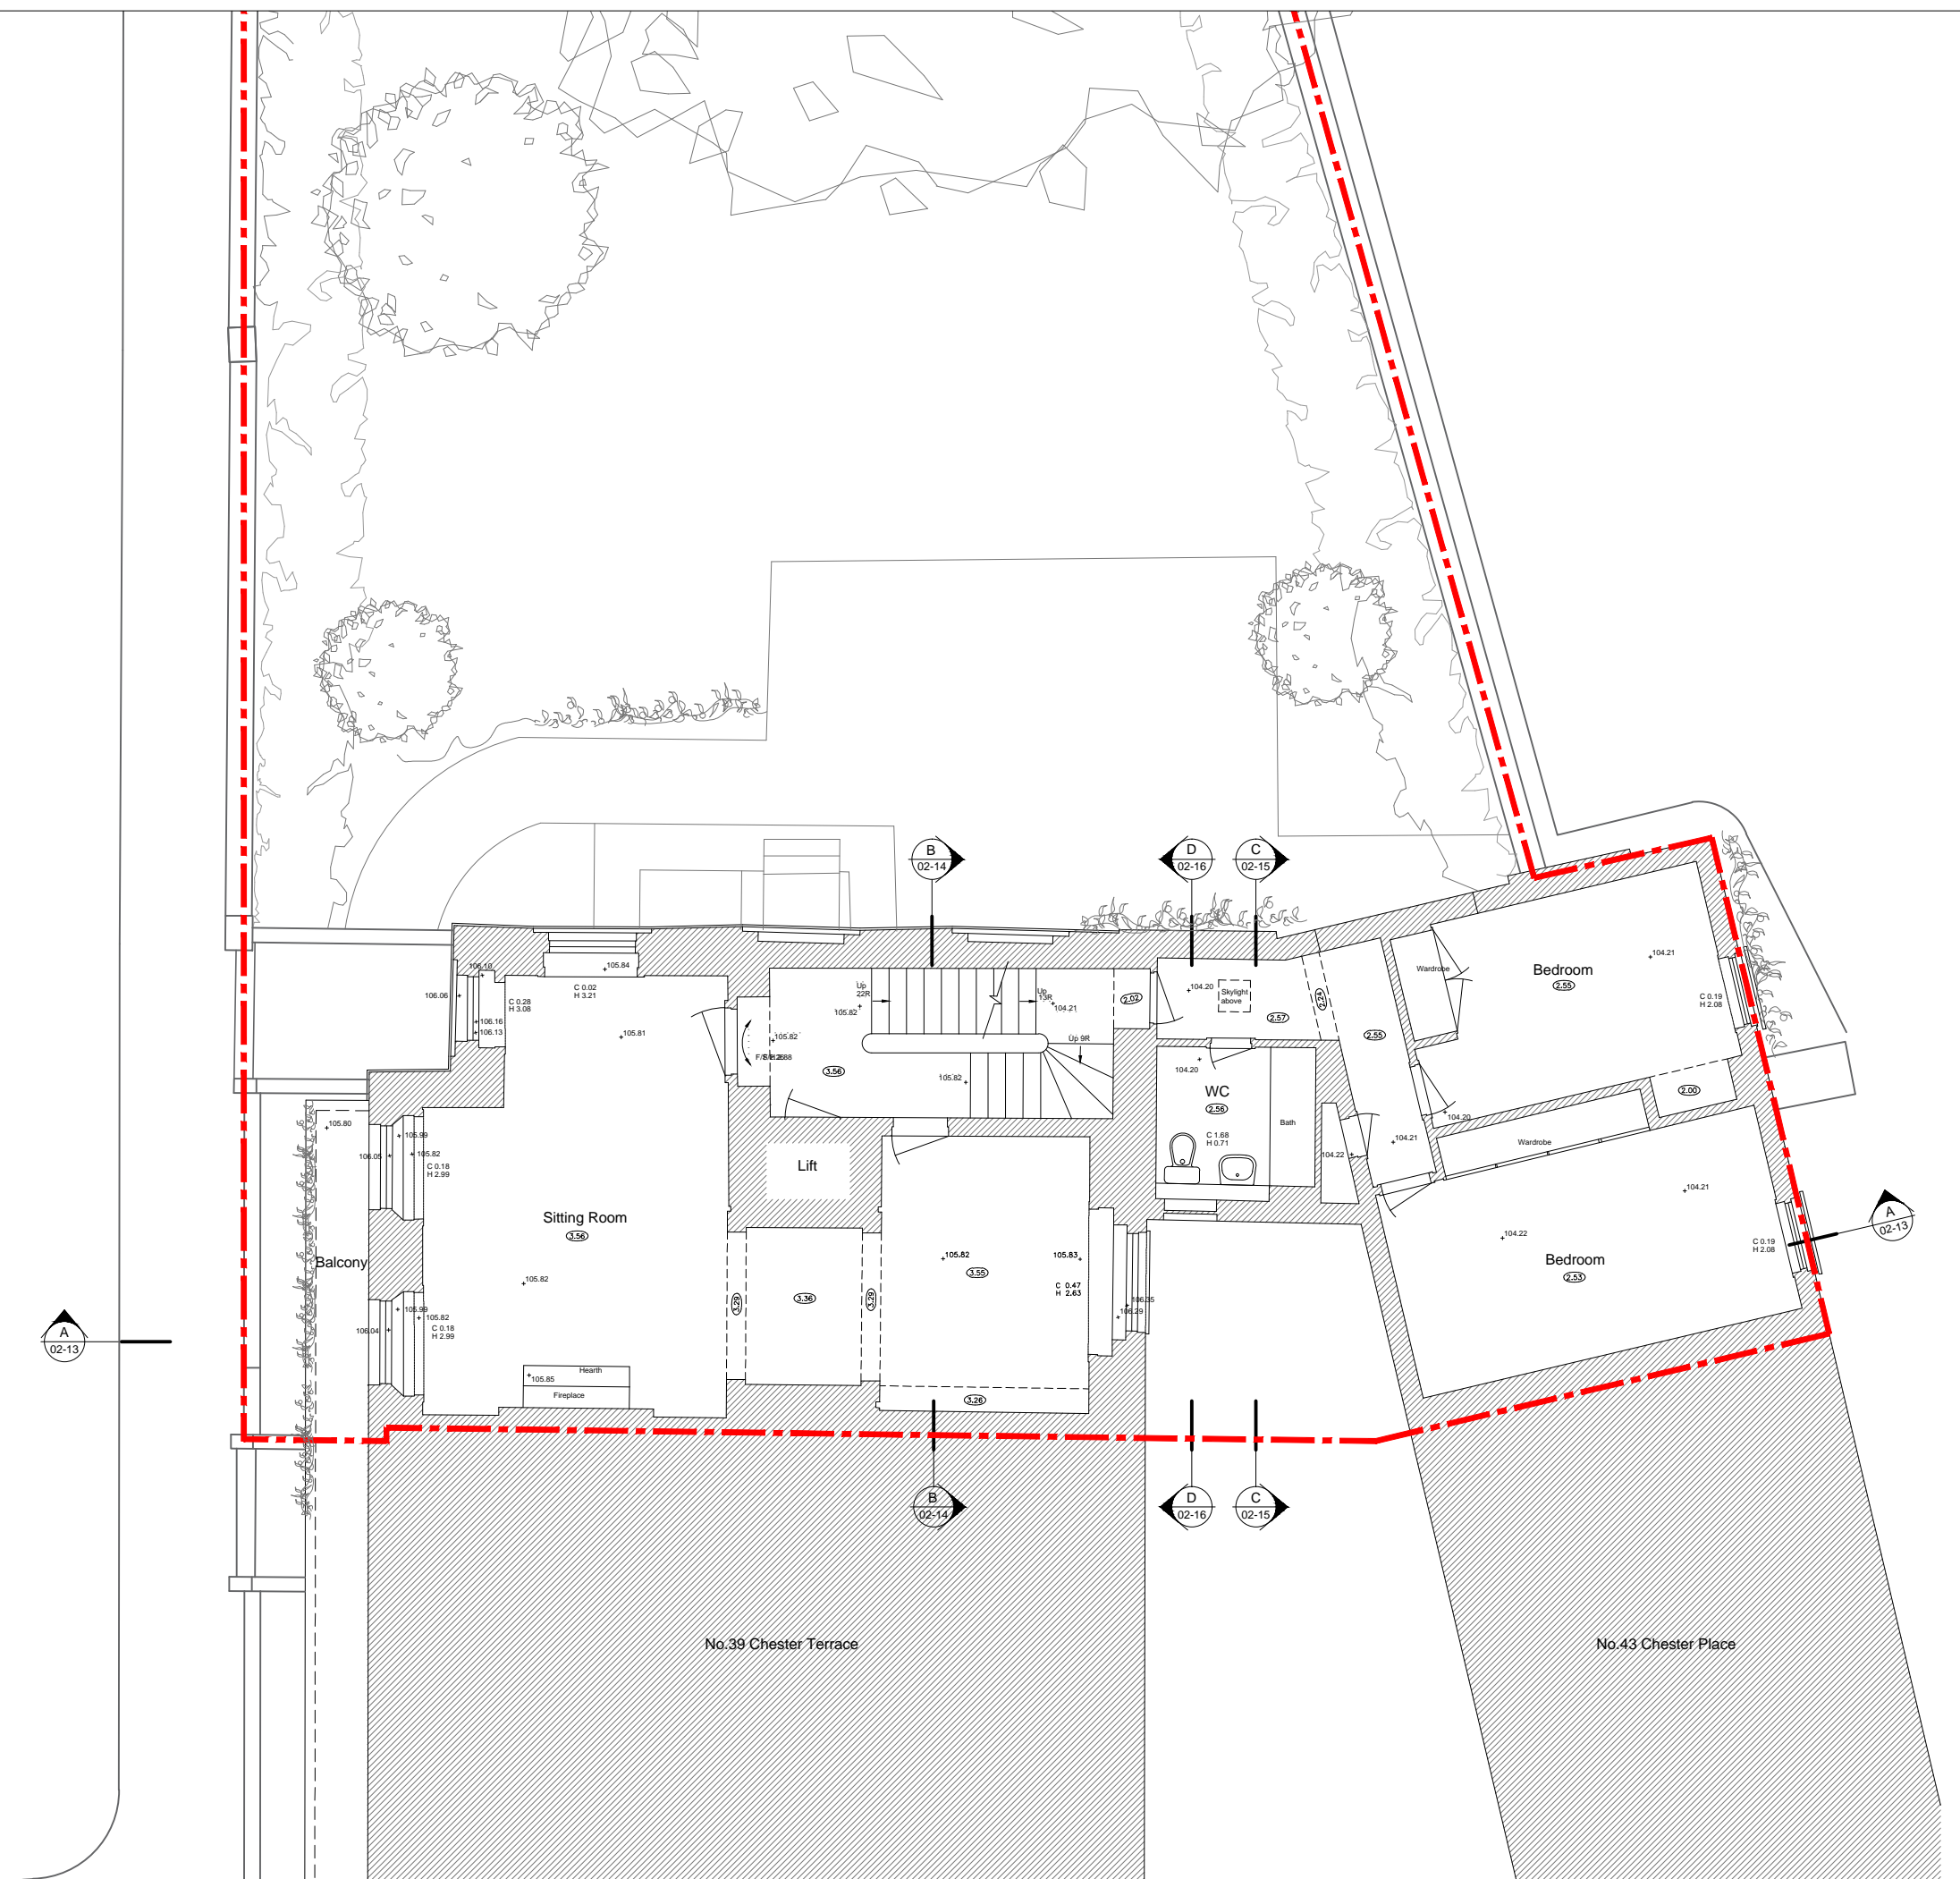 B
02-14
D
02-16
C
02-15
106.10
105.84
C 0.02
H 3.21
106.06
C 0.28
H 3.08
106.16
106.13
105.81
Up
22R
105.82
Up
13R
104.21
2.02
104.20
Skylight
above
2.57
2.24
2.55
Wardrobe
Bedroom
2.55
104.21
C 0.19
H 2.08
105.82
3.56
Up 9R
105.82
104.20
WC
2.56
C 1.68
H 0.71
Bath
104.20
2.00
104.21
104.22
Wardrobe
105.80
105.99
106.05
105.82
C 0.18
H 2.99
Lift
Sitting Room
3.56
Balcony
105.82
105.99
105.82
106.04
C 0.18
H 2.99
3.29
3.36
3.29
105.82
3.55
105.83
C 0.47
H 2.63
106.35
106.29
104.21
104.22
Bedroom
2.53
C 0.19
H 2.08
A
02-13
A
02-13
Hearth
105.85
Fireplace
3.26
B
02-14
D
02-16
C
02-15
No.39 Chester Terrace
No.43 Chester Place